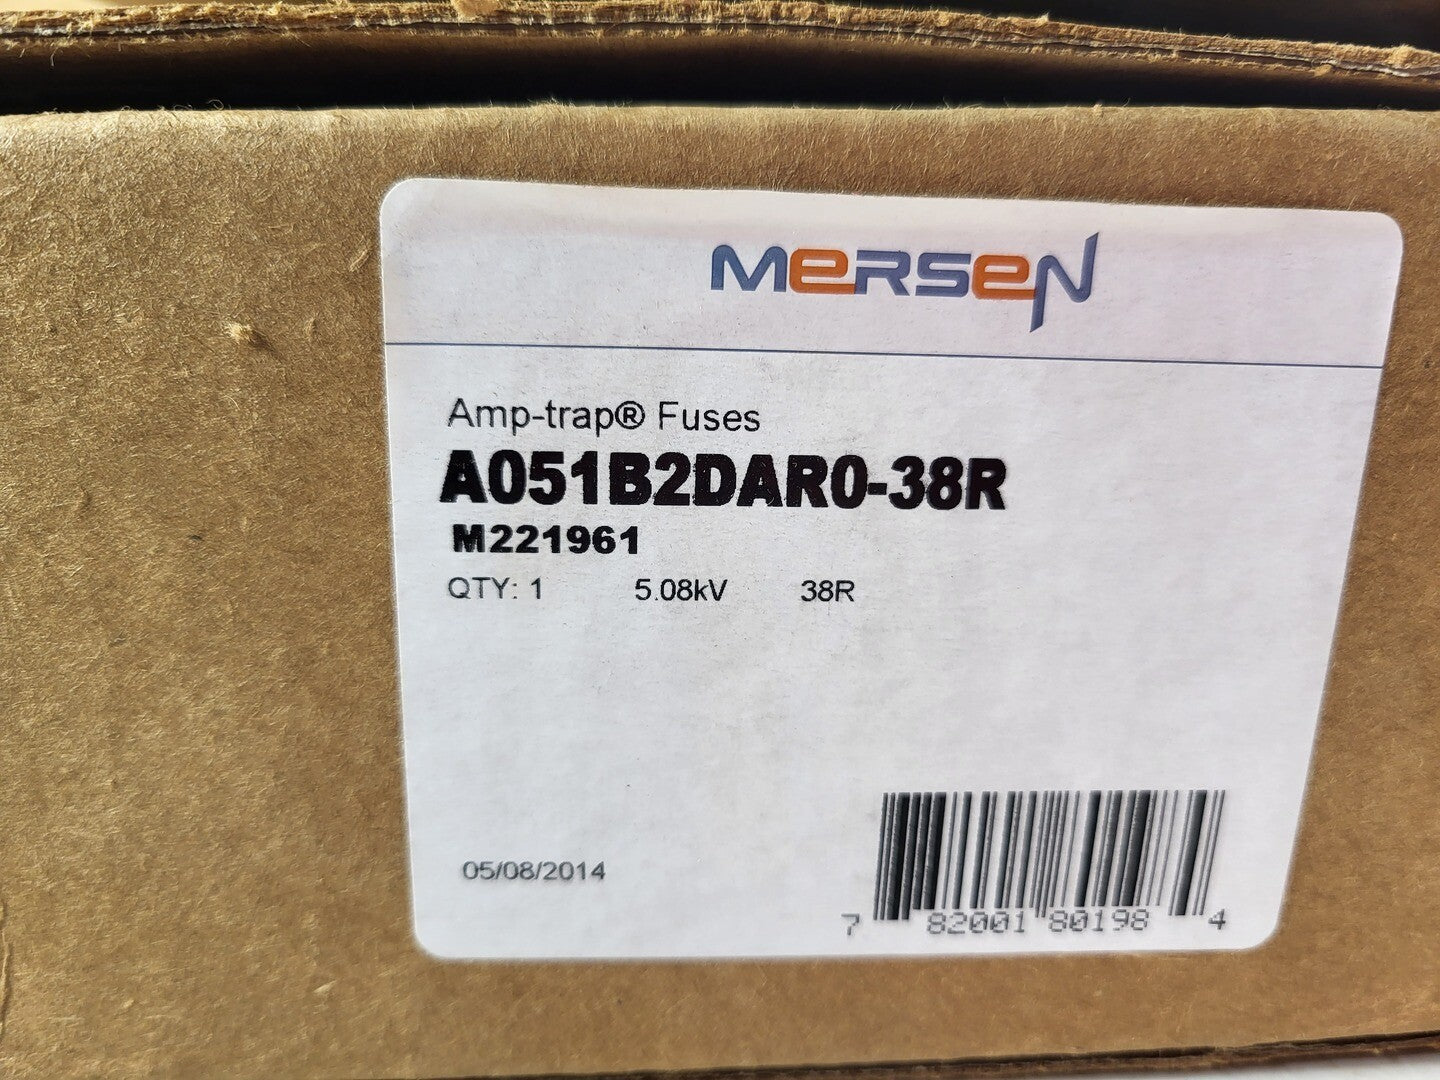 MERSEN
Amp-trap® Fuses
A051B2DAR0-38R
M221961
QTY: 1 5.08kV 38R
05/08/2014
7 82001 80198 4